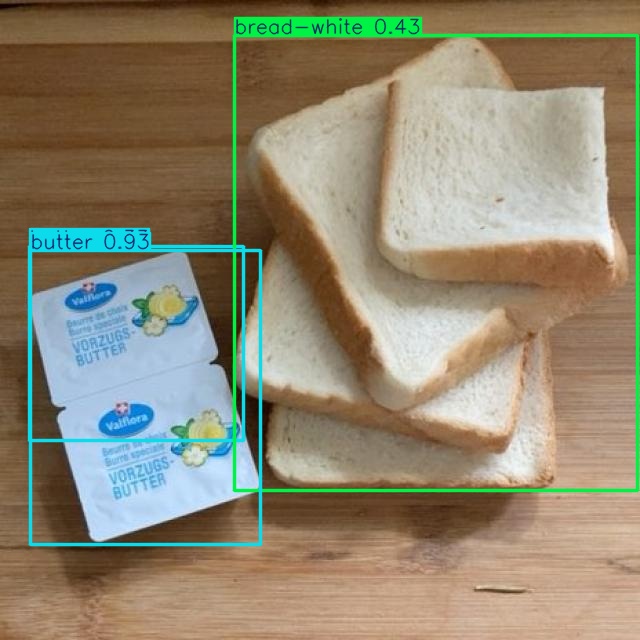 bread-white 0.43
butter 0.93
Valflora
Beurre de choix
Burro speciale
VORZUGS-
BUTTER
Valflora
Beurre de choix
Burro speciale
VORZUGS-
BUTTER